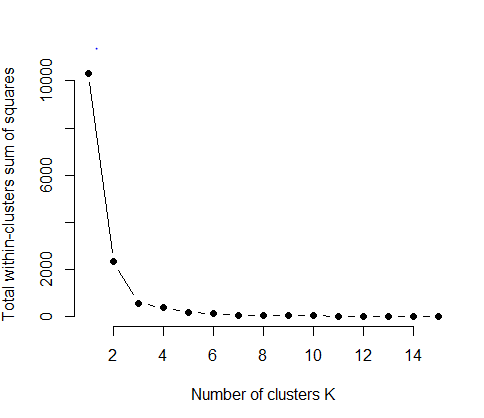 Total within-clusters sum of squares
10000
6000
2000
0
2 4 6 8 10 12 14
Number of clusters K